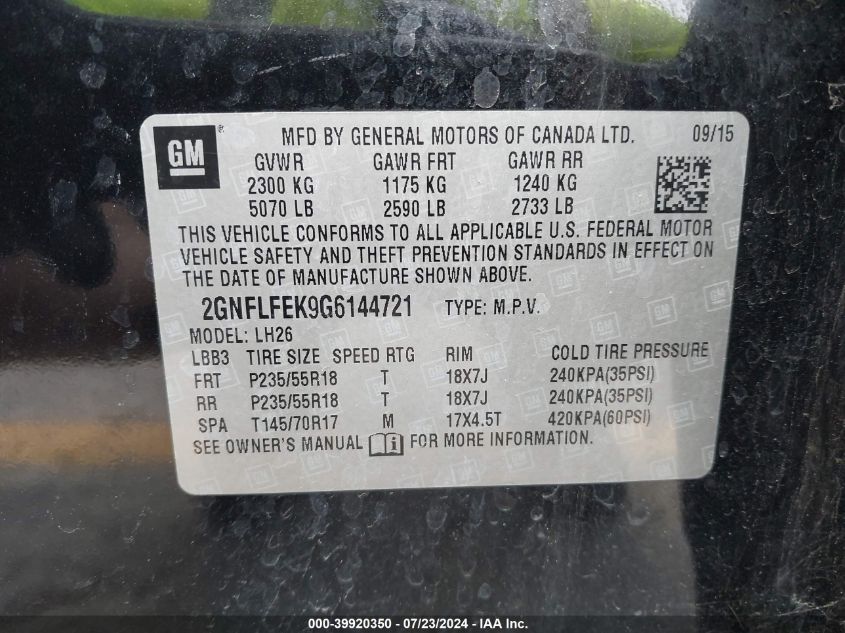 GM
MFD BY GENERAL MOTORS OF CANADA LTD. 09/15
GVWR GAWR FRT GAWR RR
2300 KG 1175 KG 1240 KG
5070 LB 2590 LB 2733 LB
THIS VEHICLE CONFORMS TO ALL APPLICABLE U.S. FEDERAL MOTOR
VEHICLE SAFETY AND THEFT PREVENTION STANDARDS IN EFFECT ON
THE DATE OF MANUFACTURE SHOWN ABOVE.
2GNFLFEK9G6144721 TYPE: M.P.V.
MODEL: LH26
LBB3 TIRE SIZE SPEED RTG RIM COLD TIRE PRESSURE
FRT P235/55R18 T 18X7J 240KPA(35PSI)
RR P235/55R18 T 18X7J 240KPA(35PSI)
SPA T145/70R17 M 17X4.5T 420KPA(60PSI)
SEE OWNER'S MANUAL i FOR MORE INFORMATION.
000-39920350 - 07/23/2024 - IAA Inc.